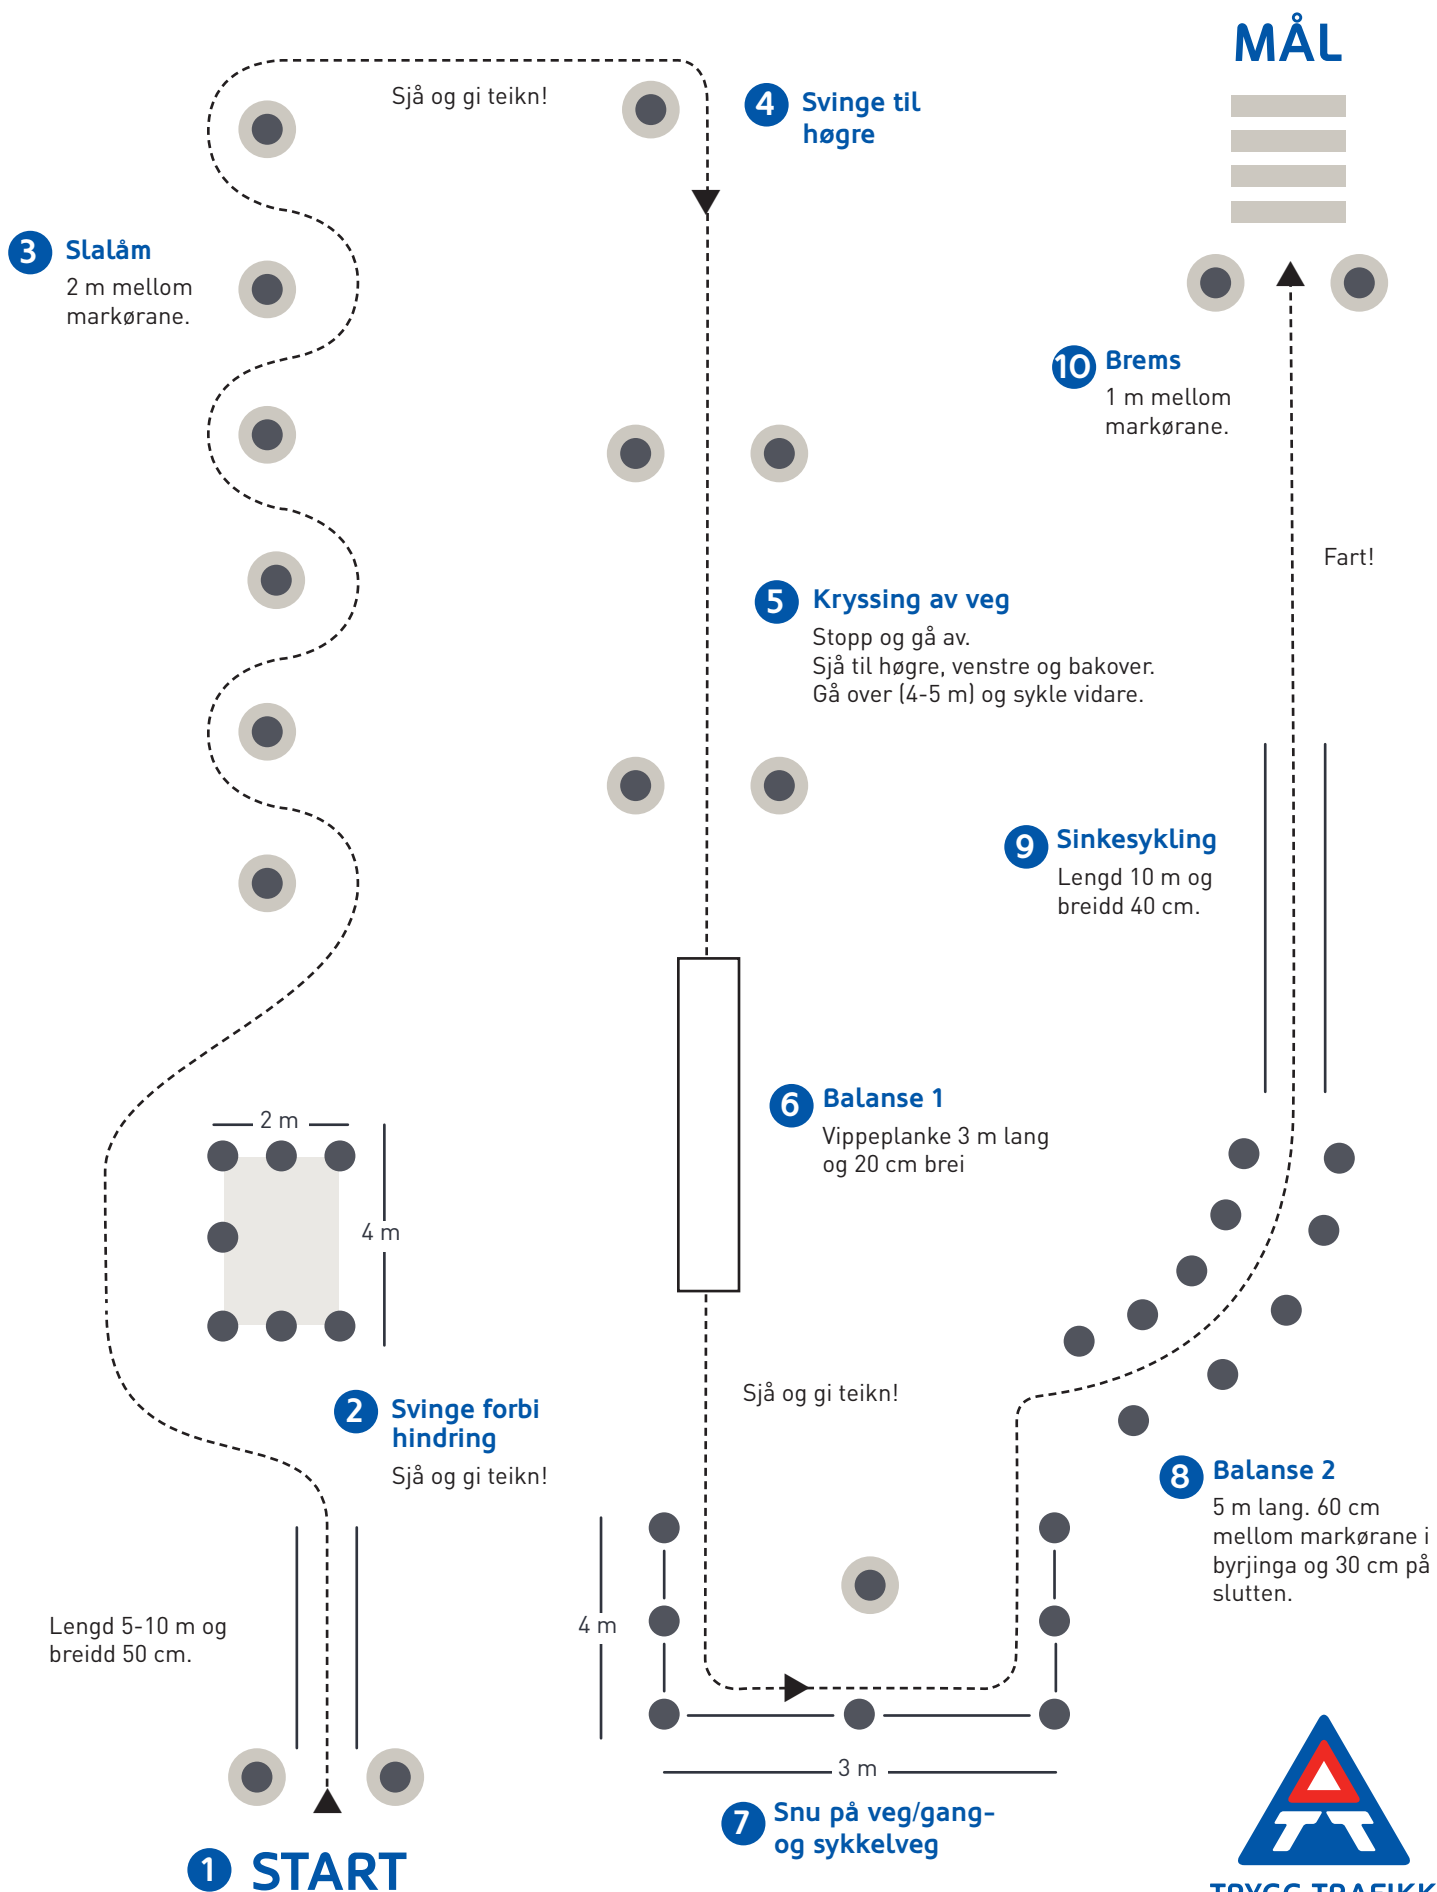 MÅL
Sjå og gi teikn!
4 Svinge til
høgre
3 Slalåm
2 m mellom
markørane.
10 Brems
1 m mellom
markørane.
Fart!
5 Kryssing av veg
Stopp og gå av.
Sjå til høgre, venstre og bakover.
Gå over (4-5 m) og sykle vidare.
9 Sinkesykling
Lengd 10 m og
breidd 40 cm.
6 Balanse 1
Vippeplanke 3 m lang
og 20 cm brei
2 m
4 m
2 Svinge forbi
hindring
Sjå og gi teikn!
Sjå og gi teikn!
8 Balanse 2
5 m lang. 60 cm
mellom markørane i
byrjinga og 30 cm på
slutten.
Lengd 5-10 m og
breidd 50 cm.
4 m
3 m
7 Snu på veg/gang-
og sykkelveg
1 START
TRYGG TRAFIKK